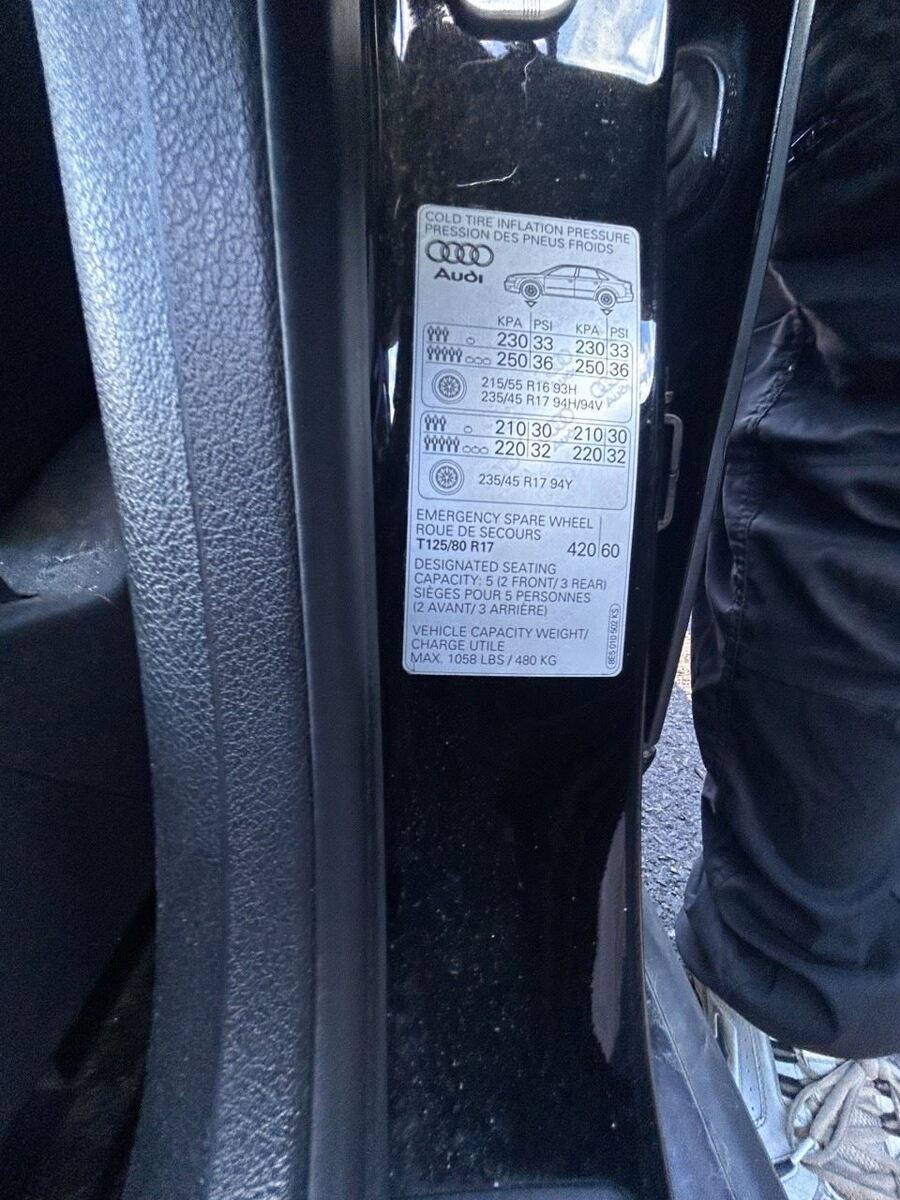 COLD TIRE INFLATION PRESSURE
PRESSION DES PNEUS FROIDS
Audi
KPA PSI KPA PSI
230 33 230 33
250 36 250 36
215/55 R16 93H
235/45 R17 94H/94V
210 30 210 30
220 32 220 32
235/45 R17 94Y
EMERGENCY SPARE WHEEL
ROUE DE SECOURS
T125/80 R17 420 60
DESIGNATED SEATING
CAPACITY: 5 (2 FRONT/3 REAR)
SIÈGES POUR 5 PERSONNES
(2 AVANT/3 ARRIÈRE)
VEHICLE CAPACITY WEIGHT/
CHARGE UTILE
MAX. 1058 LBS / 480 KG
8E5 010 502 KS